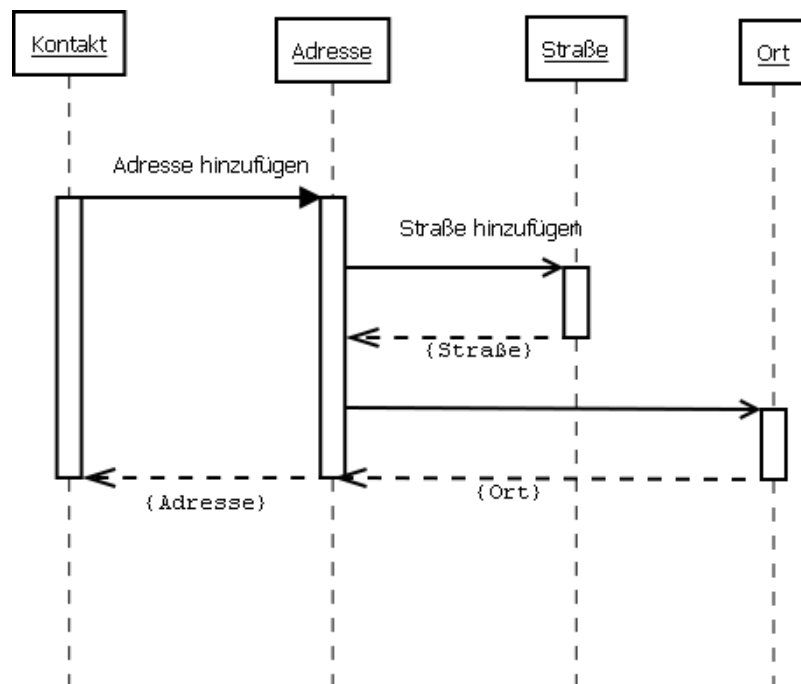 Kontakt
Adresse
Straße
Ort
Adresse hinzufügen
Straße hinzufügen
{Straße}
{Ort}
{Adresse}